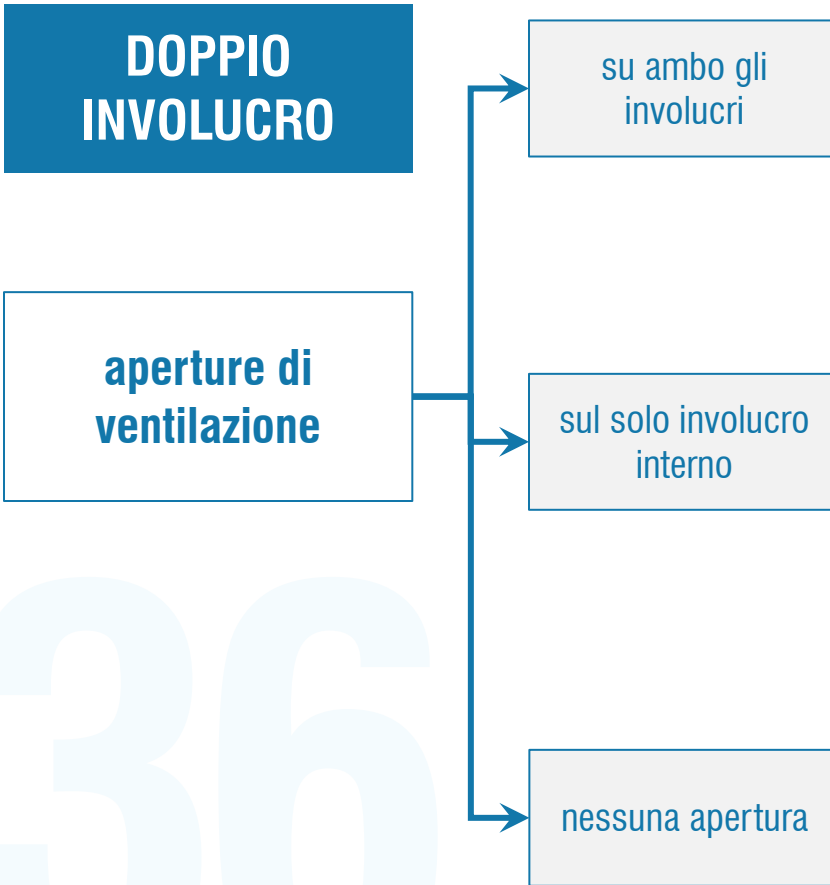 DOPPIO
INVOLUCRO
su ambo gli
involucri
aperture di
ventilazione
sul solo involucro
interno
nessuna apertura
36